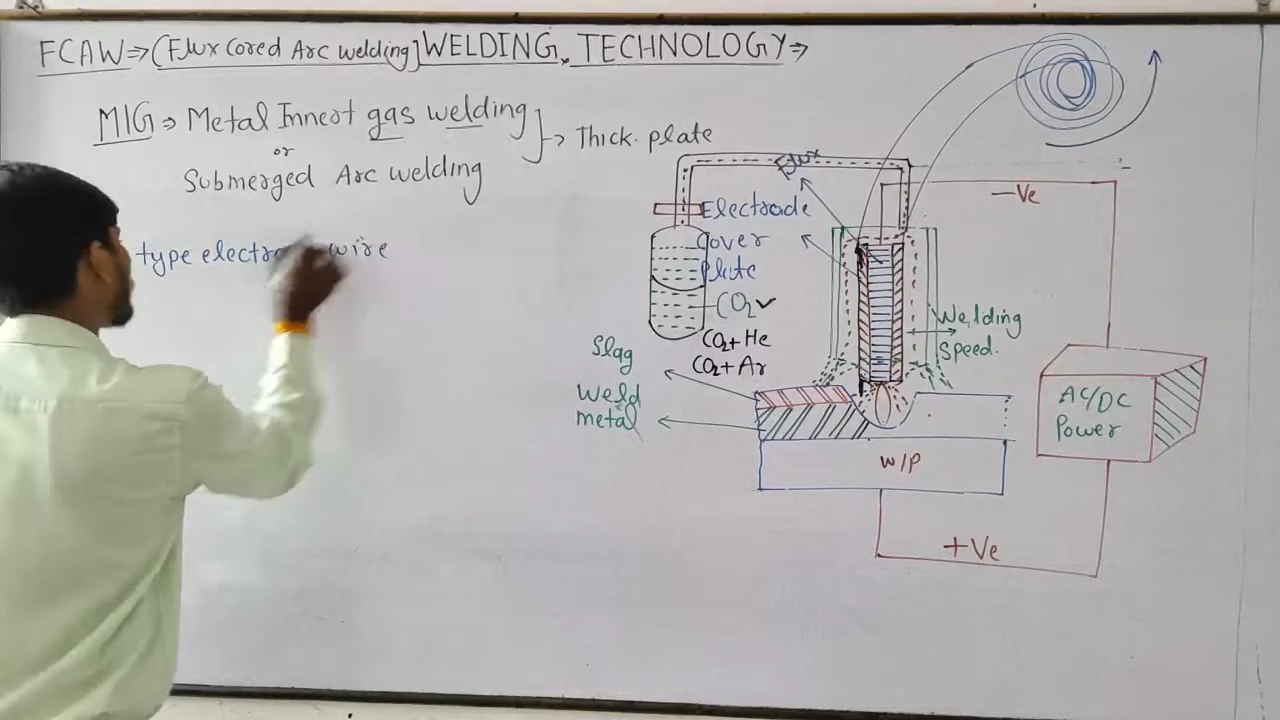 FCAW⇒(Flux Cored Arc welding] WELDING, TECHNOLOGY⇒
MIG⇒ Metal Innert gas welding
or
Submerged Arc welding
→ Thick. plate
type electrode wire
Flux
Electrode
cover
plate
CO2✓
CO2+He
CO2+Ar
Slag
Weld
metal
Welding
Speed.
-Ve
AC/DC
Power
W/P
+Ve